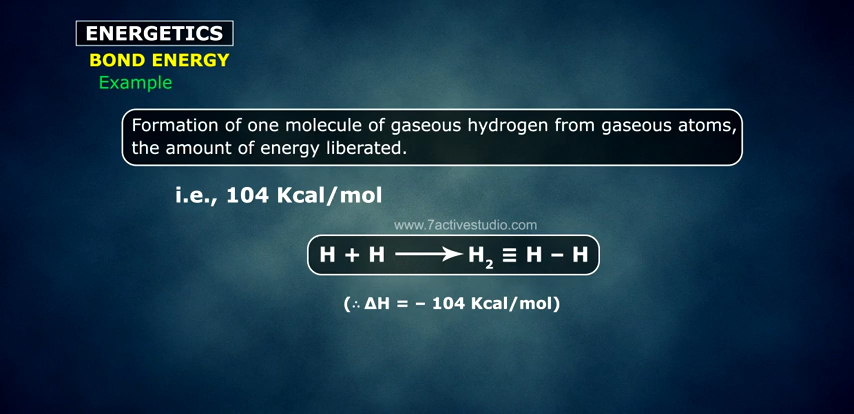 ENERGETICS
BOND ENERGY
Example
Formation of one molecule of gaseous hydrogen from gaseous atoms,
the amount of energy liberated.
i.e., 104 Kcal/mol
www.7activestudio.com
H + H ⟶ H₂ ≡ H – H
(∴ ΔH = – 104 Kcal/mol)